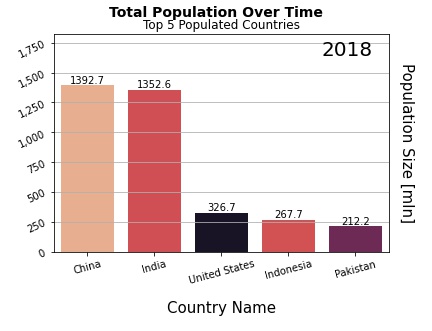 Total Population Over Time
Top 5 Populated Countries
2018
1,750
1,500
1,250
1,000
750
500
250
0
1392.7
1352.6
326.7
267.7
212.2
China
India
United States
Indonesia
Pakistan
Country Name
Population Size [mln]